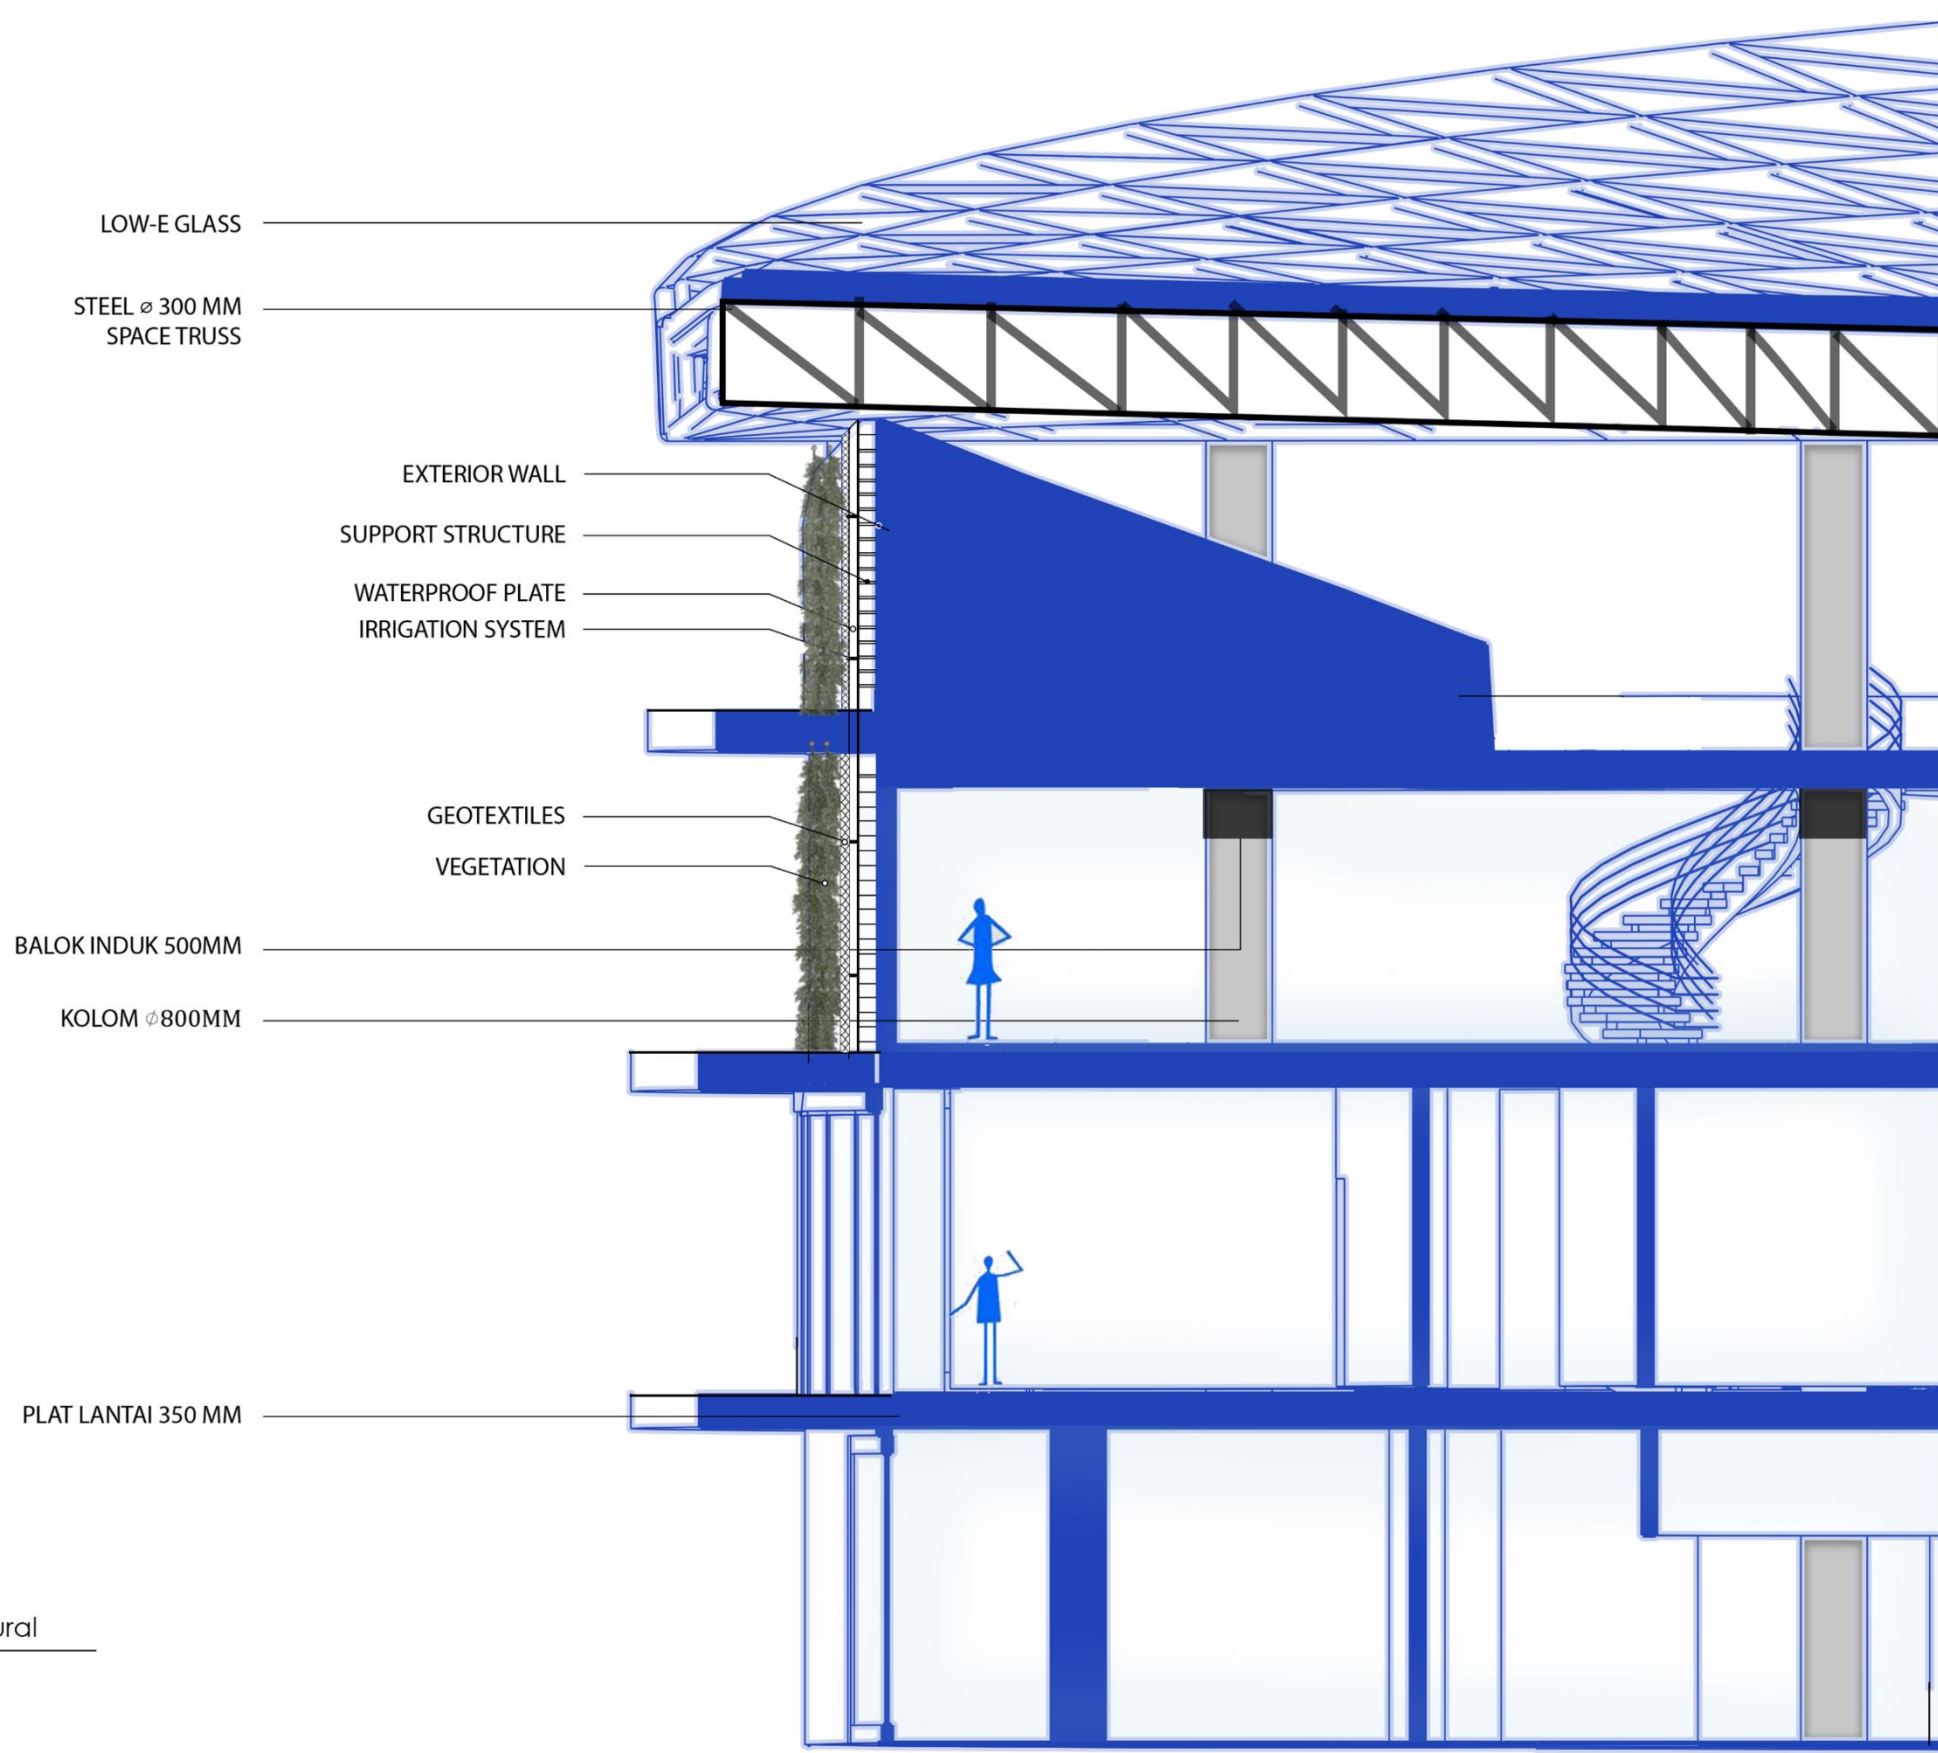 LOW-E GLASS
STEEL ⌀ 300 MM
SPACE TRUSS
EXTERIOR WALL
SUPPORT STRUCTURE
WATERPROOF PLATE
IRRIGATION SYSTEM
GEOTEXTILES
VEGETATION
BALOK INDUK 500MM
KOLOM ∅800MM
PLAT LANTAI 350 MM
ural